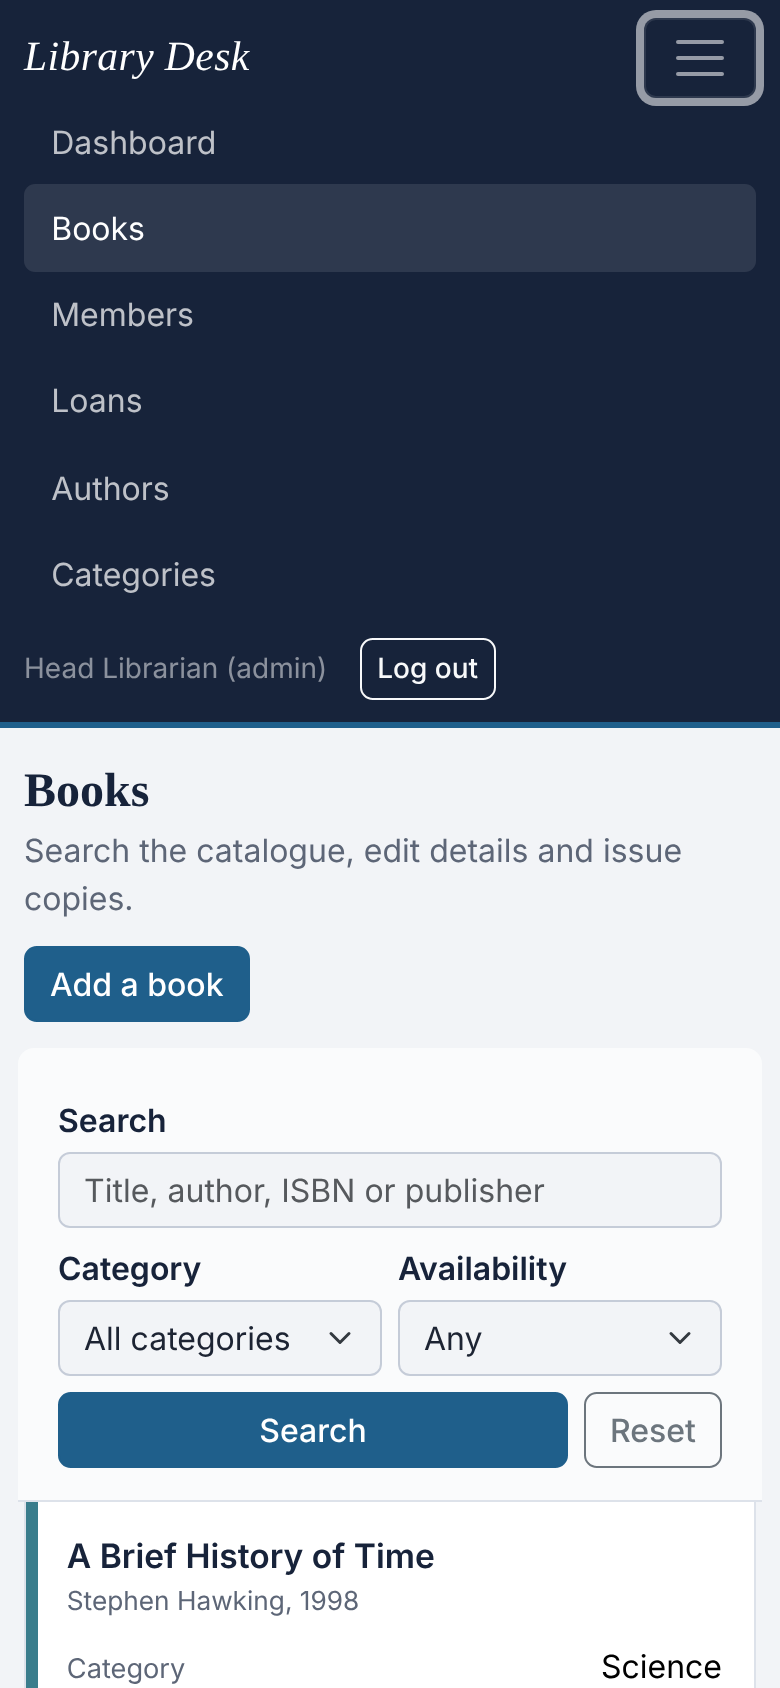 Library Desk
Dashboard
Books
Members
Loans
Authors
Categories
Head Librarian (admin)
Log out
Books
Search the catalogue, edit details and issue
copies.
Add a book
Search
Title, author, ISBN or publisher
Category
Availability
All categories
Any
Search
Reset
A Brief History of Time
Stephen Hawking, 1998
Category
Science